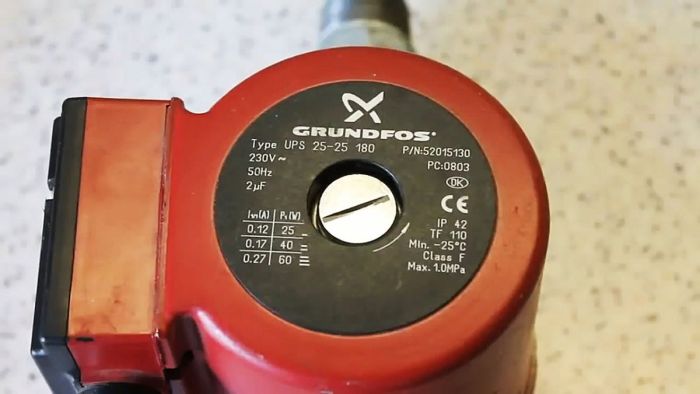 GRUNDFOS®
Type UPS 25-25 180
P/N:52015130
230V~
PC:0803
50Hz
2µF
DK
CE
I1/1(A) P1(W)
0.12 25
0.17 40
0.27 60
IP 42
TF 110
Min. -25°C
Class F
Max. 1.0MPa